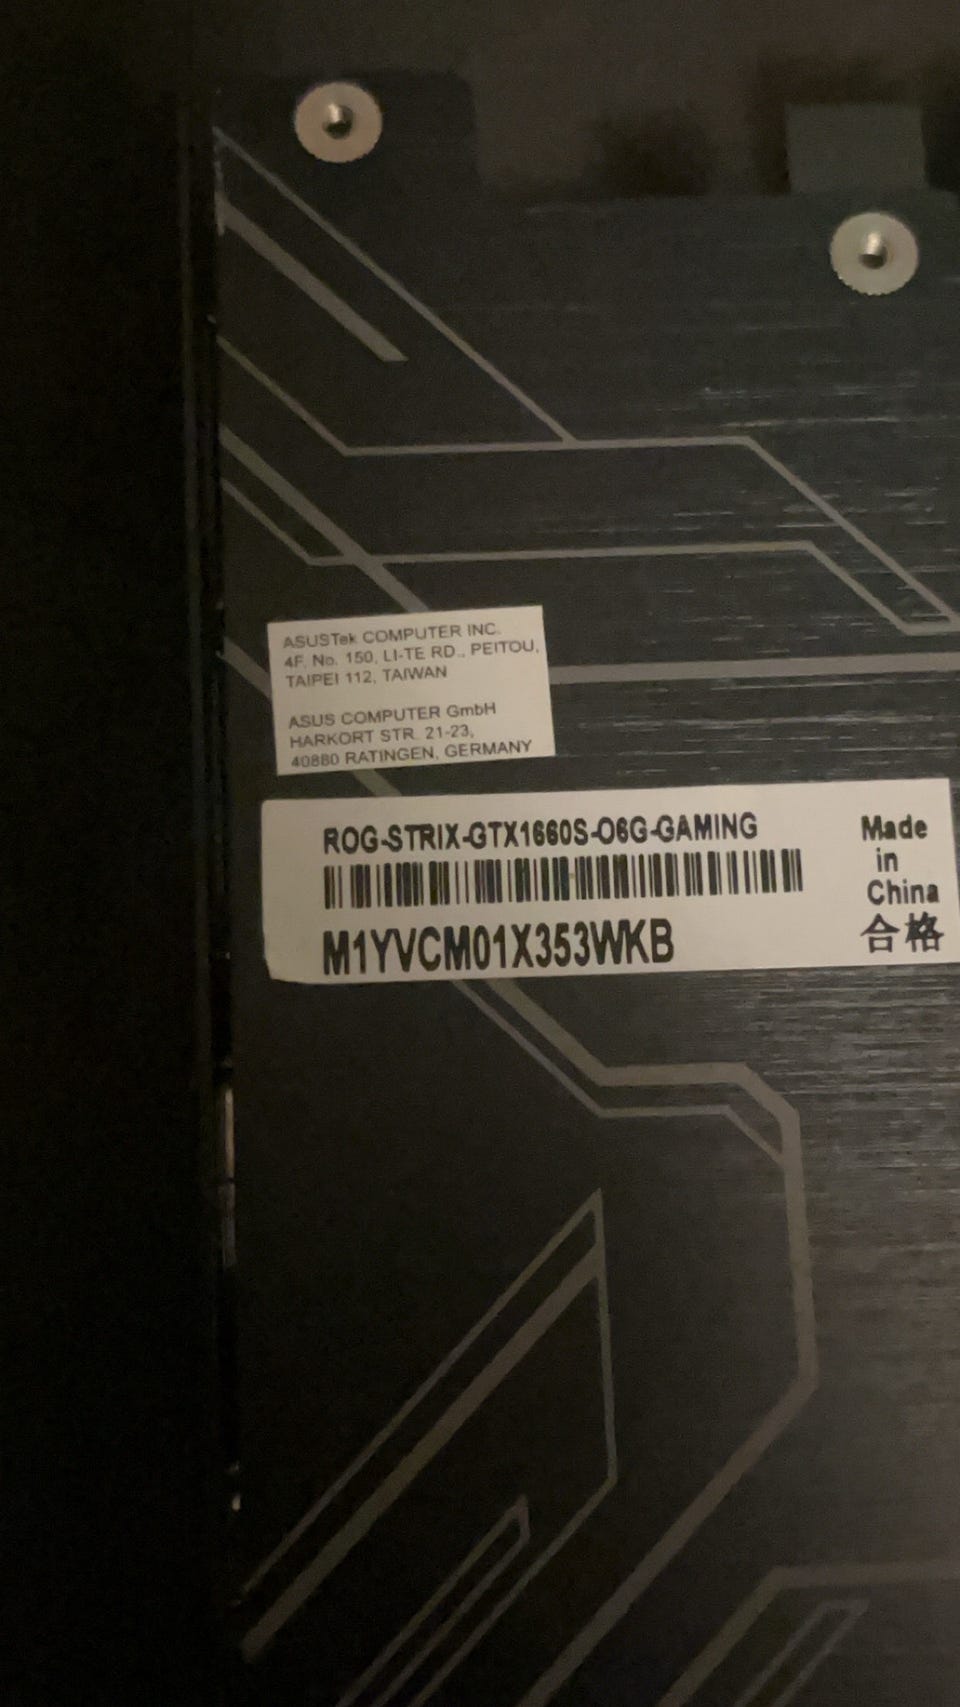 ASUSTek COMPUTER INC.
4F, No. 150, LI-TE RD., PEITOU,
TAIPEI 112, TAIWAN
ASUS COMPUTER GmbH
HARKORT STR. 21-23,
40880 RATINGEN, GERMANY
ROG-STRIX-GTX1660S-O6G-GAMING
M1YVCM01X353WKB
Made
in
China
合格